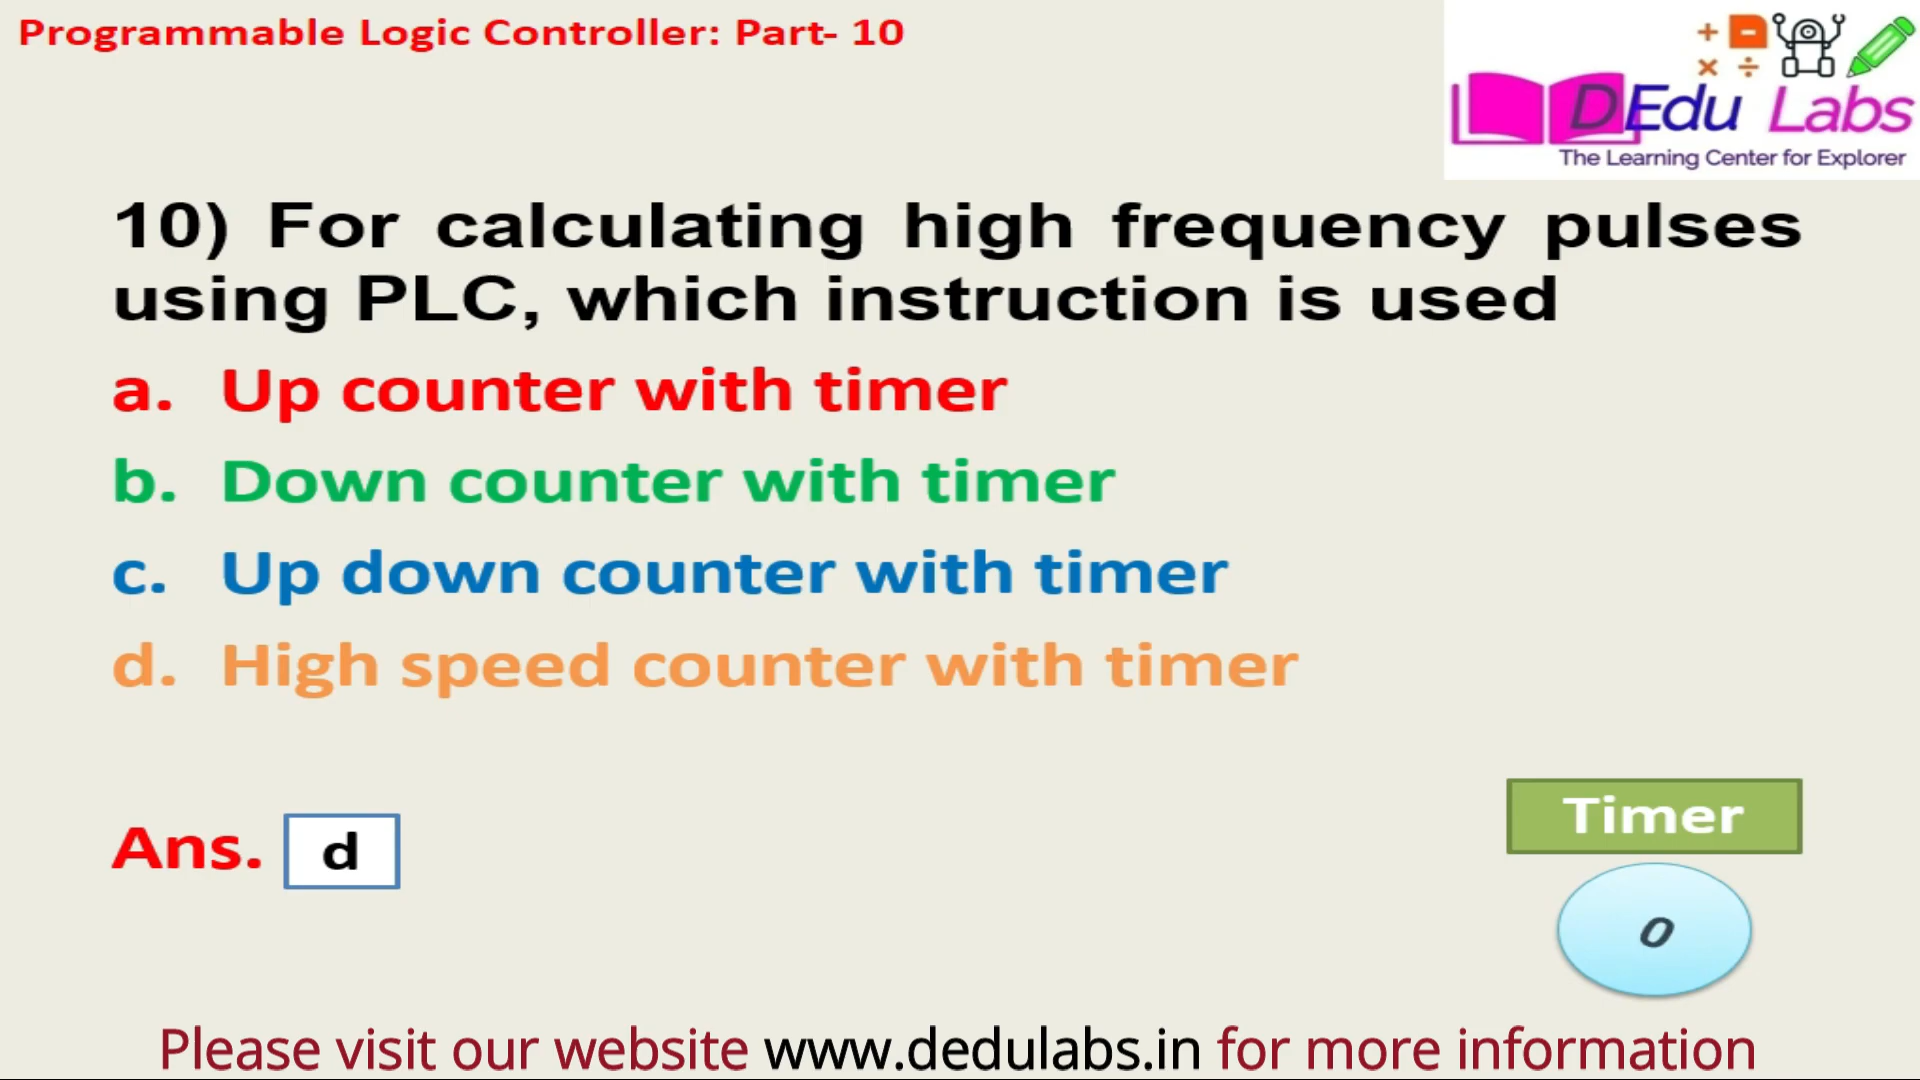 Programmable Logic Controller: Part- 10
DEdu Labs
The Learning Center for Explorer
10) For calculating high frequency pulses
using PLC, which instruction is used
a. Up counter with timer
b. Down counter with timer
c. Up down counter with timer
d. High speed counter with timer
Ans. d
Timer
0
Please visit our website www.dedulabs.in for more information